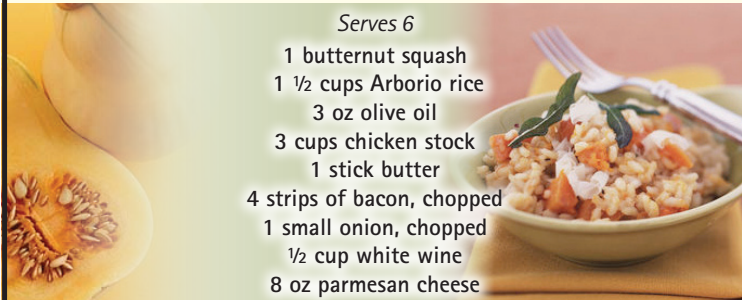 Serves 6
1 butternut squash
1 ½ cups Arborio rice
3 oz olive oil
3 cups chicken stock
1 stick butter
4 strips of bacon, chopped
1 small onion, chopped
½ cup white wine
8 oz parmesan cheese